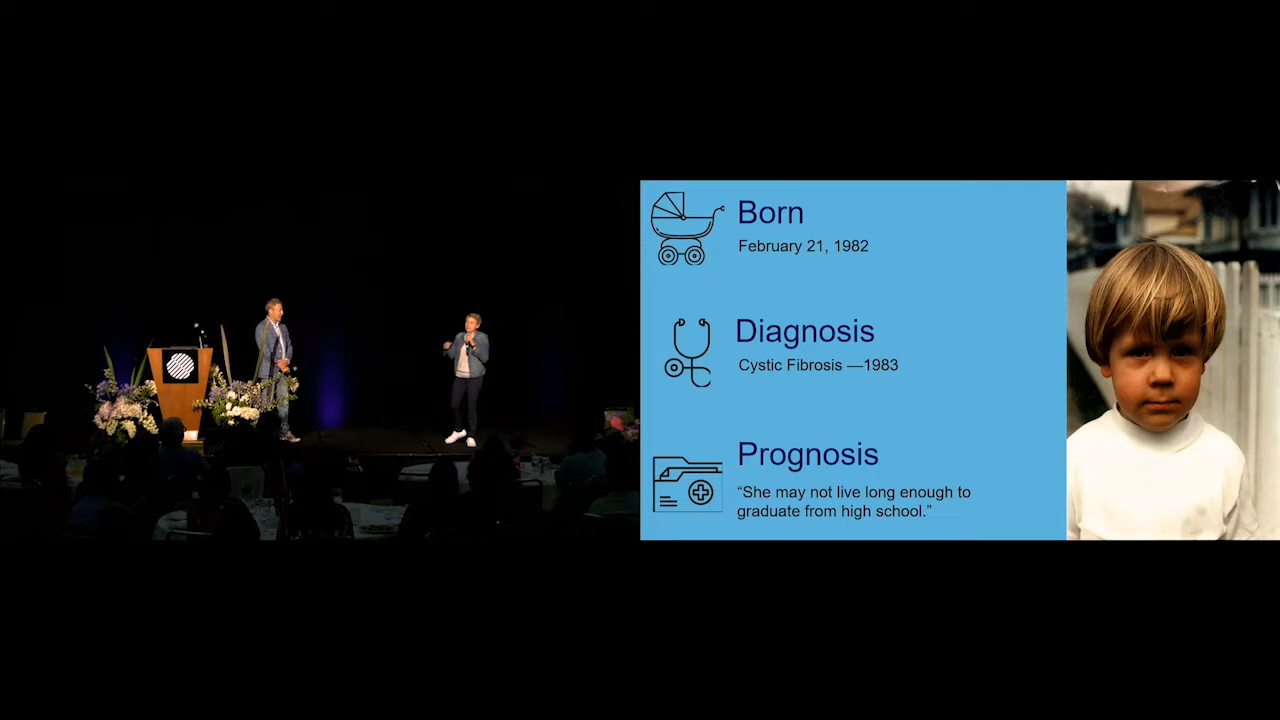 Born
February 21, 1982
Diagnosis
Cystic Fibrosis —1983
Prognosis
“She may not live long enough to
graduate from high school.”